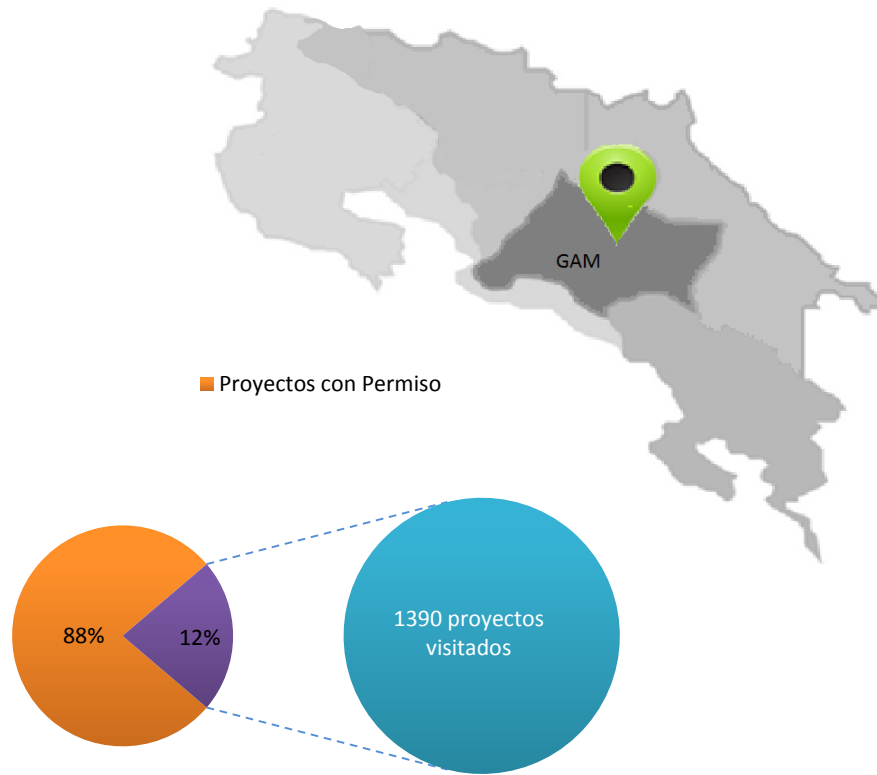 GAM
Proyectos con Permiso
88%
12%
1390 proyectos
visitados